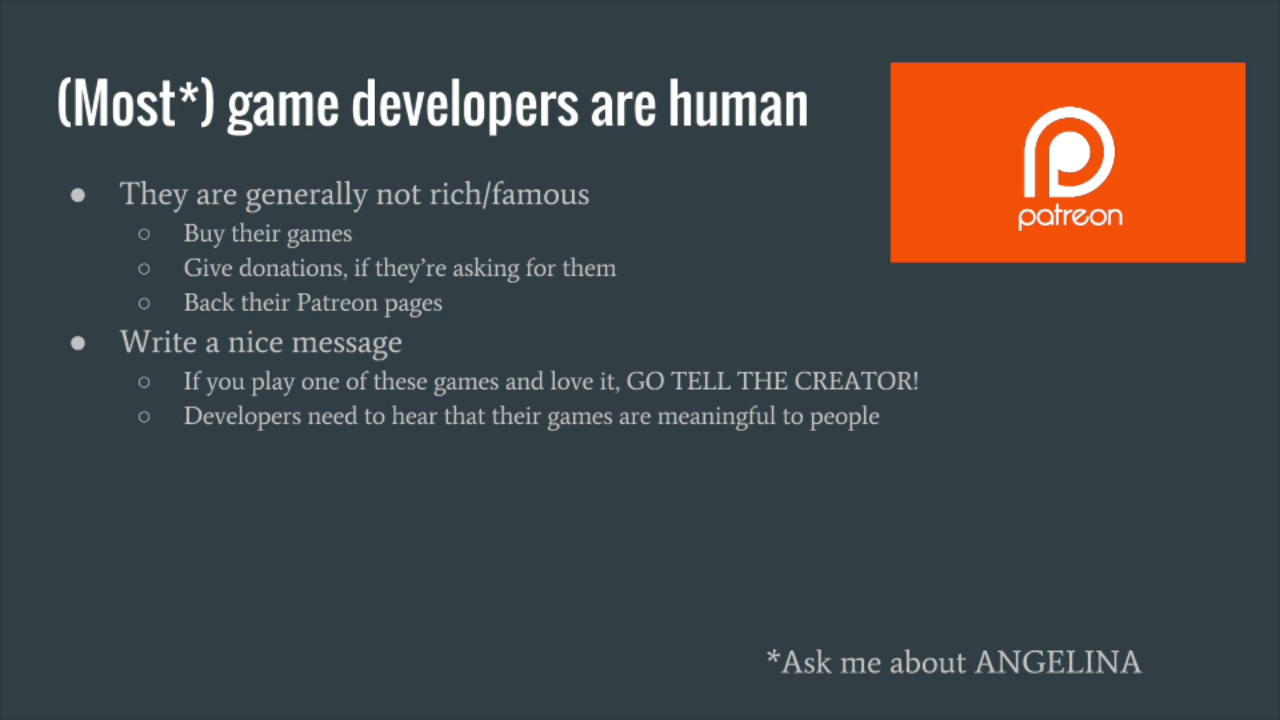 (Most*) game developers are human
patreon
● They are generally not rich/famous
○ Buy their games
○ Give donations, if they’re asking for them
○ Back their Patreon pages
● Write a nice message
○ If you play one of these games and love it, GO TELL THE CREATOR!
○ Developers need to hear that their games are meaningful to people
*Ask me about ANGELINA